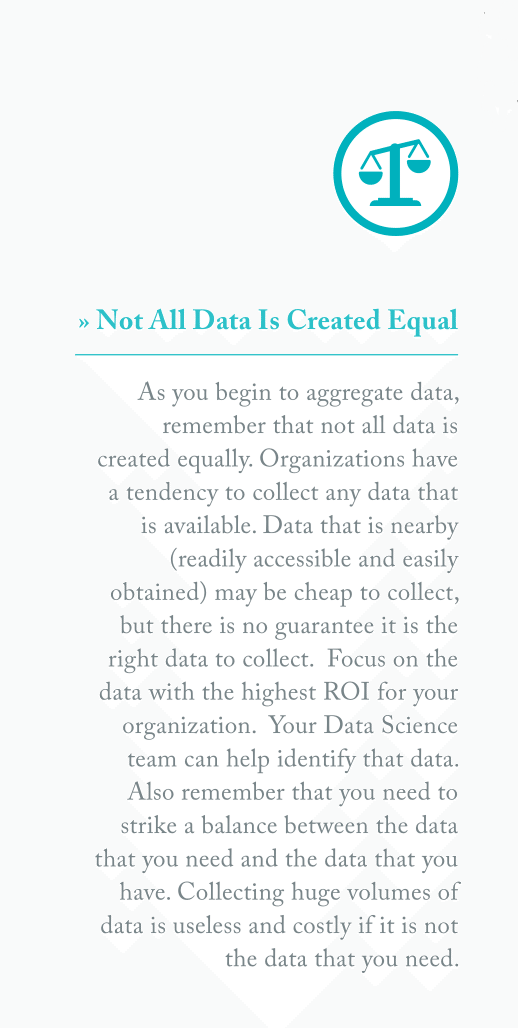 » Not All Data Is Created Equal
As you begin to aggregate data,
remember that not all data is
created equally. Organizations have
a tendency to collect any data that
is available. Data that is nearby
(readily accessible and easily
obtained) may be cheap to collect,
but there is no guarantee it is the
right data to collect.  Focus on the
data with the highest ROI for your
organization.  Your Data Science
team can help identify that data.
Also remember that you need to
strike a balance between the data
that you need and the data that you
have. Collecting huge volumes of
data is useless and costly if it is not
the data that you need.